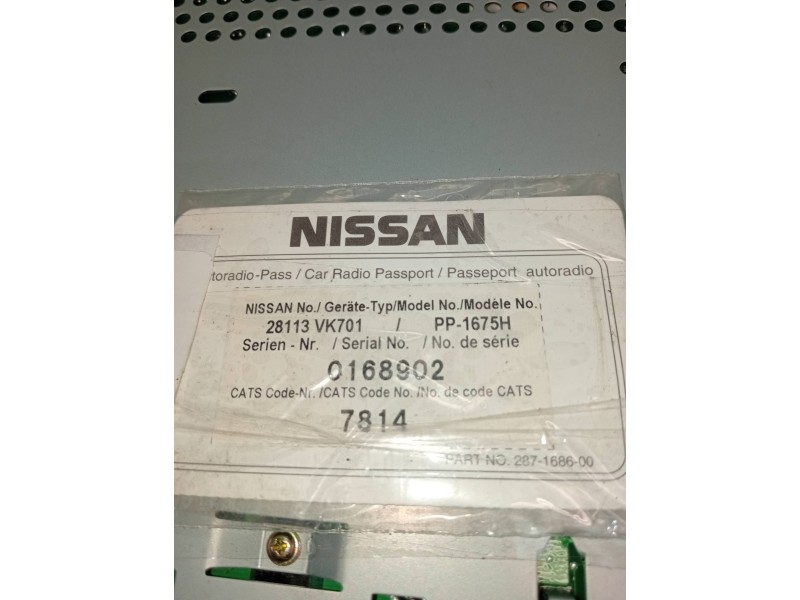 NISSAN
toradio-Pass / Car Radio Passport / Passeport autoradio
NISSAN No./ Geräte-Typ/Model No./Modèle No.
28113 VK701 / PP-1675H
Serien - Nr. / Serial No. / No. de série
0168902
CATS Code-Nr. /CATS Code No. /No. de code CATS
7814
PART NO. 287-1686-00